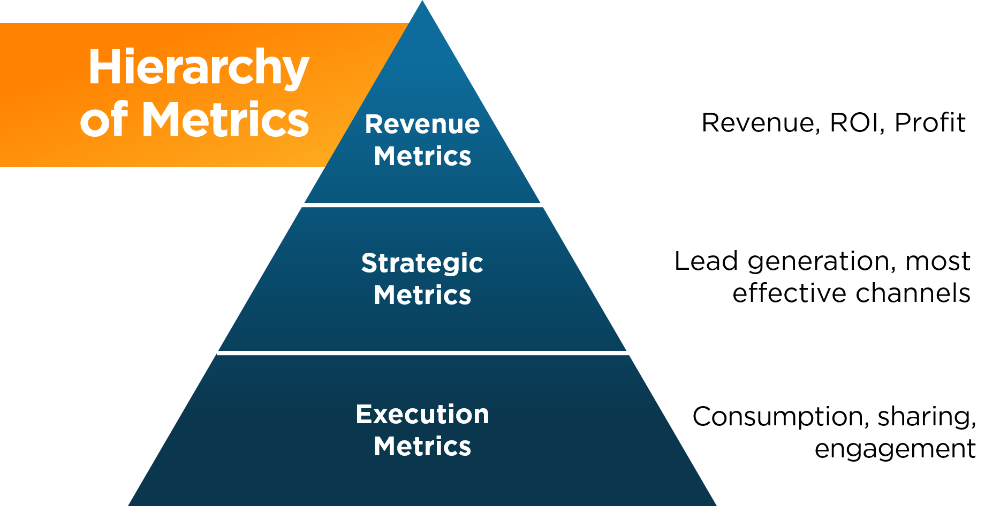 Hierarchy
of Metrics
Revenue
Metrics
Revenue, ROI, Profit
Strategic
Metrics
Lead generation, most
effective channels
Execution
Metrics
Consumption, sharing,
engagement